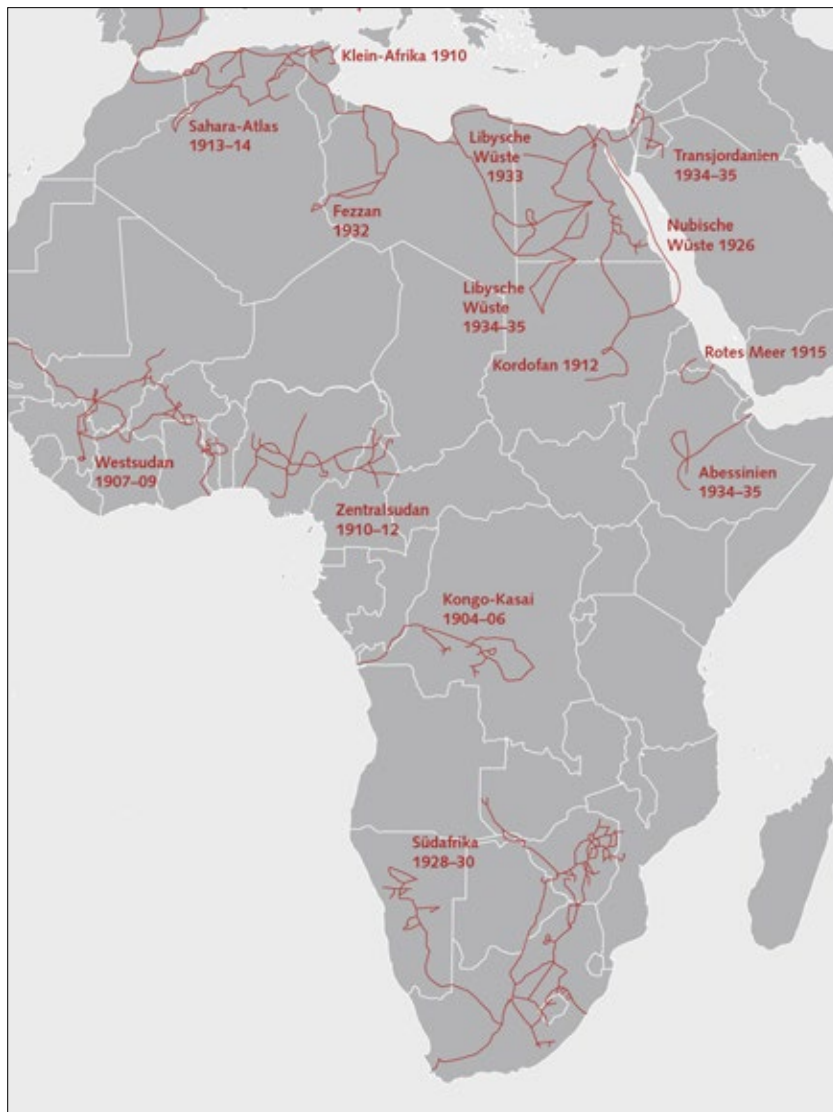 Klein-Afrika 1910
Sahara-Atlas
1913–14
Libysche
Wüste
1933
Transjordanien
1934–35
Fezzan
1932
Nubische
Wüste 1926
Libysche
Wüste
1934–35
Kordofan 1912
Rotes Meer 1915
Westsudan
1907–09
Abessinien
1934–35
Zentralsudan
1910–12
Kongo-Kasai
1904–06
Südafrika
1928–30